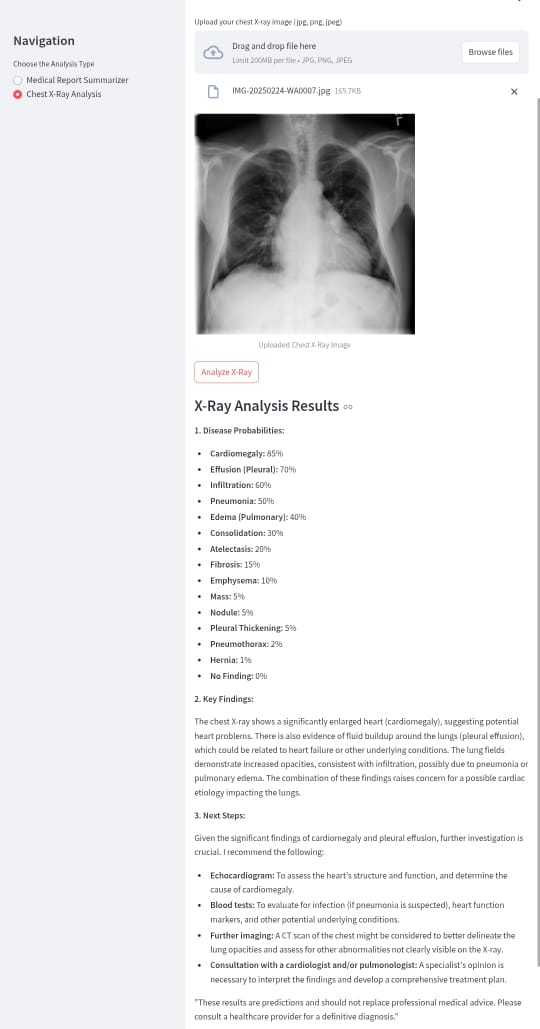 Navigation
Choose the Analysis Type
Medical Report Summarizer
Chest X-Ray Analysis
Upload your chest X-ray image (jpg, png, jpeg)
Drag and drop file here
Limit 200MB per file • JPG, PNG, JPEG
Browse files
IMG-20250224-WA0007.jpg 165.7KB
Uploaded Chest X-Ray Image
Analyze X-Ray
X-Ray Analysis Results
1. Disease Probabilities:
• Cardiomegaly: 85%
• Effusion (Pleural): 70%
• Infiltration: 60%
• Pneumonia: 50%
• Edema (Pulmonary): 40%
• Consolidation: 30%
• Atelectasis: 20%
• Fibrosis: 15%
• Emphysema: 10%
• Mass: 5%
• Nodule: 5%
• Pleural Thickening: 5%
• Pneumothorax: 2%
• Hernia: 1%
• No Finding: 0%
2. Key Findings:
The chest X-ray shows a significantly enlarged heart (cardiomegaly), suggesting potential
heart problems. There is also evidence of fluid buildup around the lungs (pleural effusion),
which could be related to heart failure or other underlying conditions. The lung fields
demonstrate increased opacities, consistent with infiltration, possibly due to pneumonia or
pulmonary edema. The combination of these findings raises concern for a possible cardiac
etiology impacting the lungs.
3. Next Steps:
Given the significant findings of cardiomegaly and pleural effusion, further investigation is
crucial. I recommend the following:
• Echocardiogram: To assess the heart's structure and function, and determine the
cause of cardiomegaly.
• Blood tests: To evaluate for infection (if pneumonia is suspected), heart function
markers, and other potential underlying conditions.
• Further imaging: A CT scan of the chest might be considered to better delineate the
lung opacities and assess for other abnormalities not clearly visible on the X-ray.
• Consultation with a cardiologist and/or pulmonologist: A specialist's opinion is
necessary to interpret the findings and develop a comprehensive treatment plan.
"These results are predictions and should not replace professional medical advice. Please
consult a healthcare provider for a definitive diagnosis."